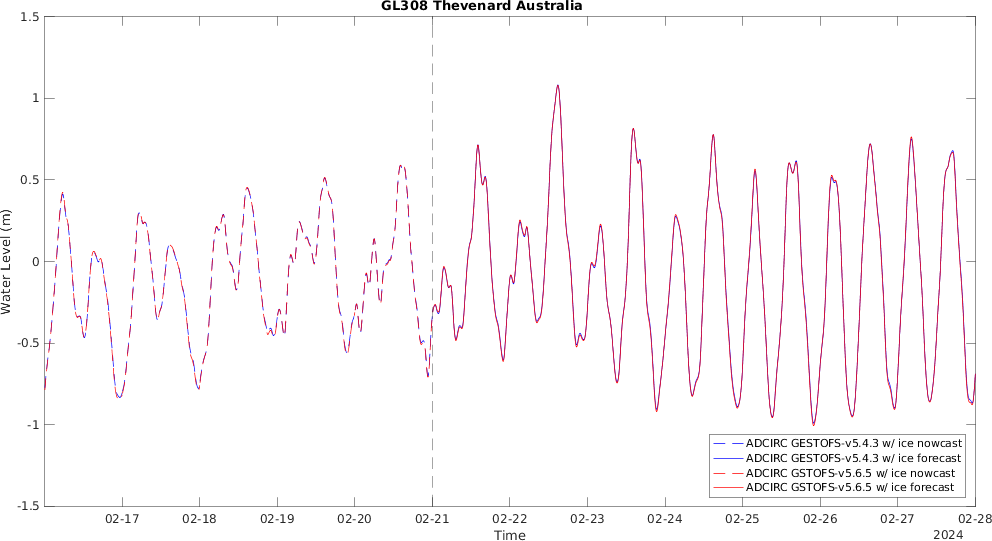 GL308 Thevenard Australia
Water Level (m)
1.5
1
0.5
0
-0.5
-1
-1.5
ADCIRC GESTOFS-v5.4.3 w/ ice nowcast
ADCIRC GESTOFS-v5.4.3 w/ ice forecast
ADCIRC GSTOFS-v5.6.5 w/ ice nowcast
ADCIRC GSTOFS-v5.6.5 w/ ice forecast
02-17 02-18 02-19 02-20 02-21 02-22 02-23 02-24 02-25 02-26 02-27 02-28
Time
2024